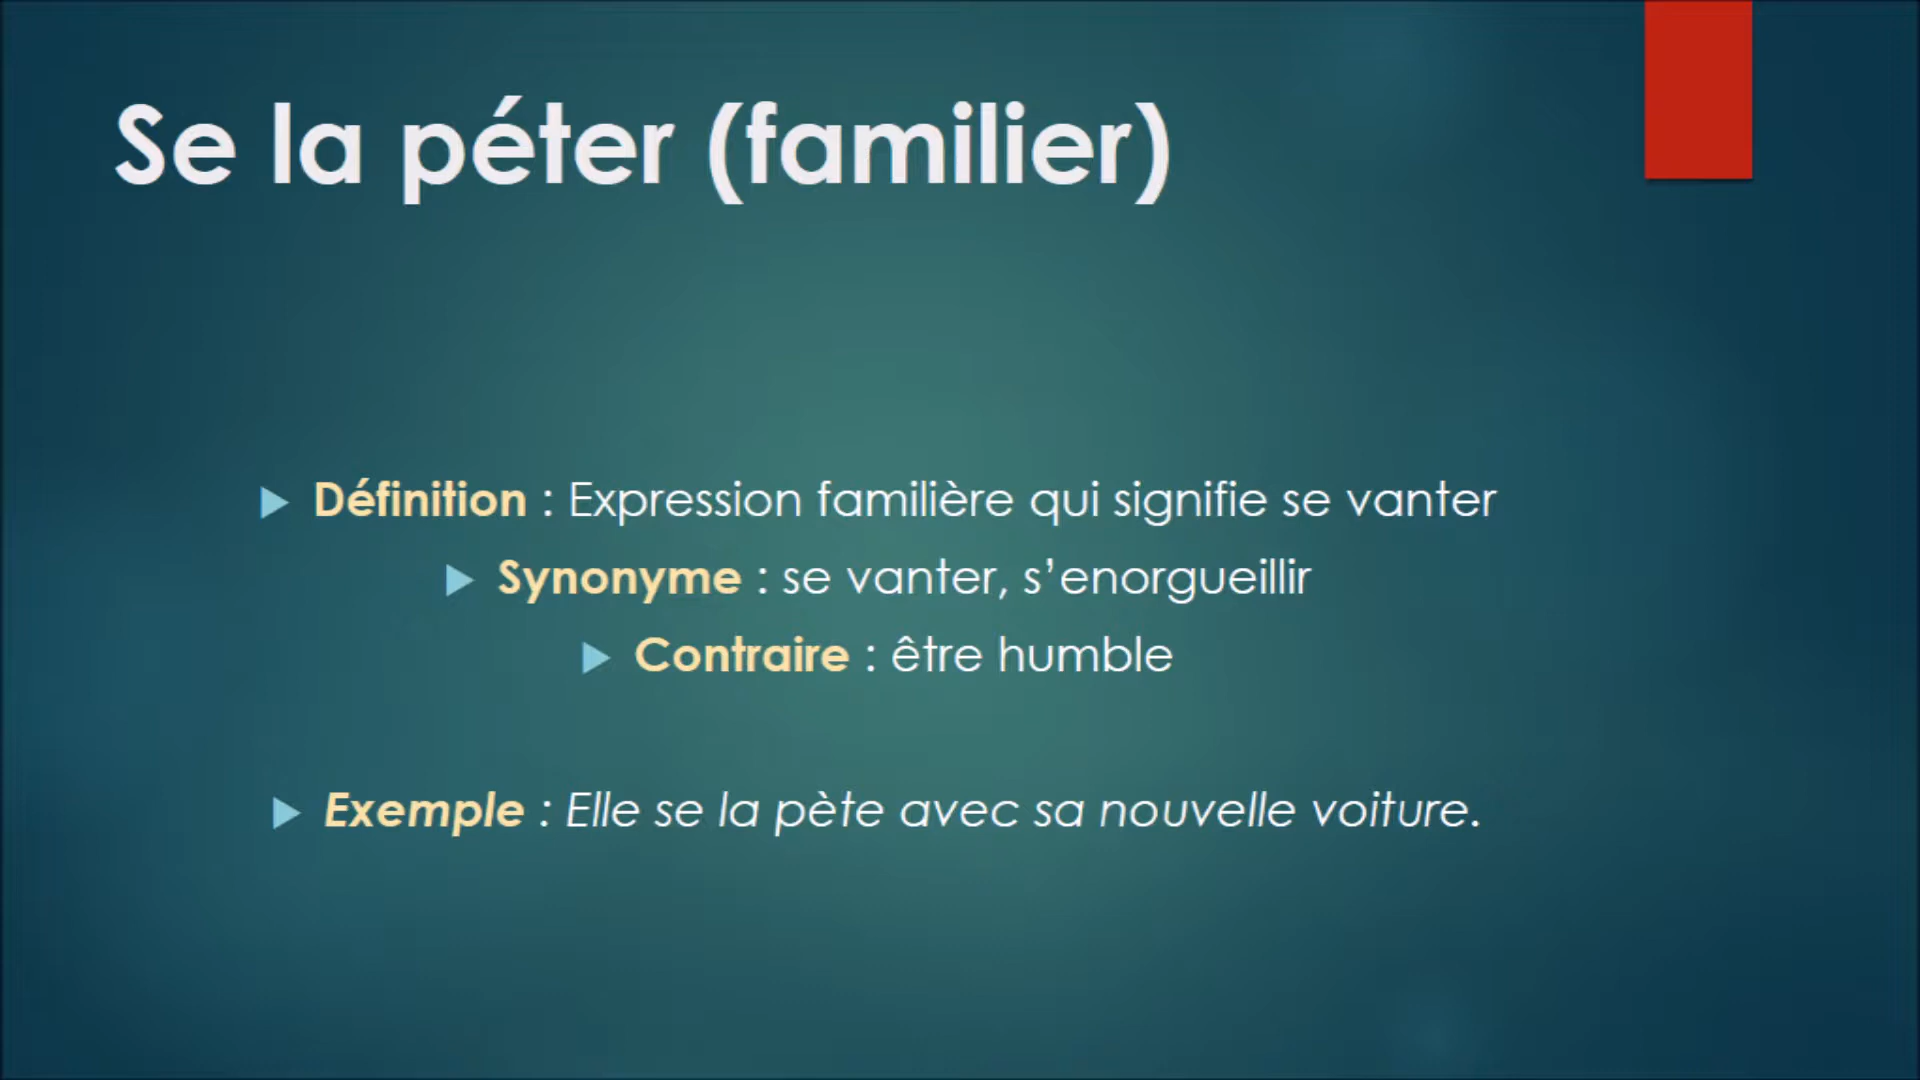 Se la péter (familier)
Définition : Expression familière qui signifie se vanter
Synonyme : se vanter, s’enorgueillir
Contraire : être humble
Exemple : Elle se la pète avec sa nouvelle voiture.